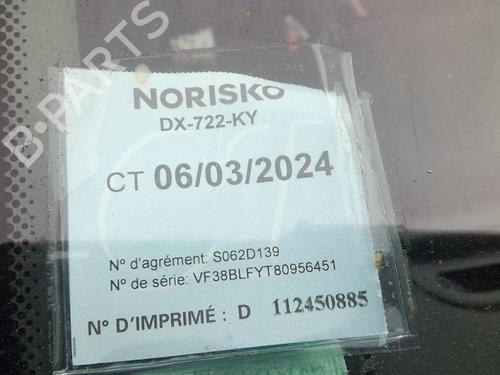 NORISKO
DX-722-KY
CT 06/03/2024
N° d'agrément: S062D139
N° de série: VF38BLFYT80956451
N° D'IMPRIMÉ : D 112450885
B-PARTS